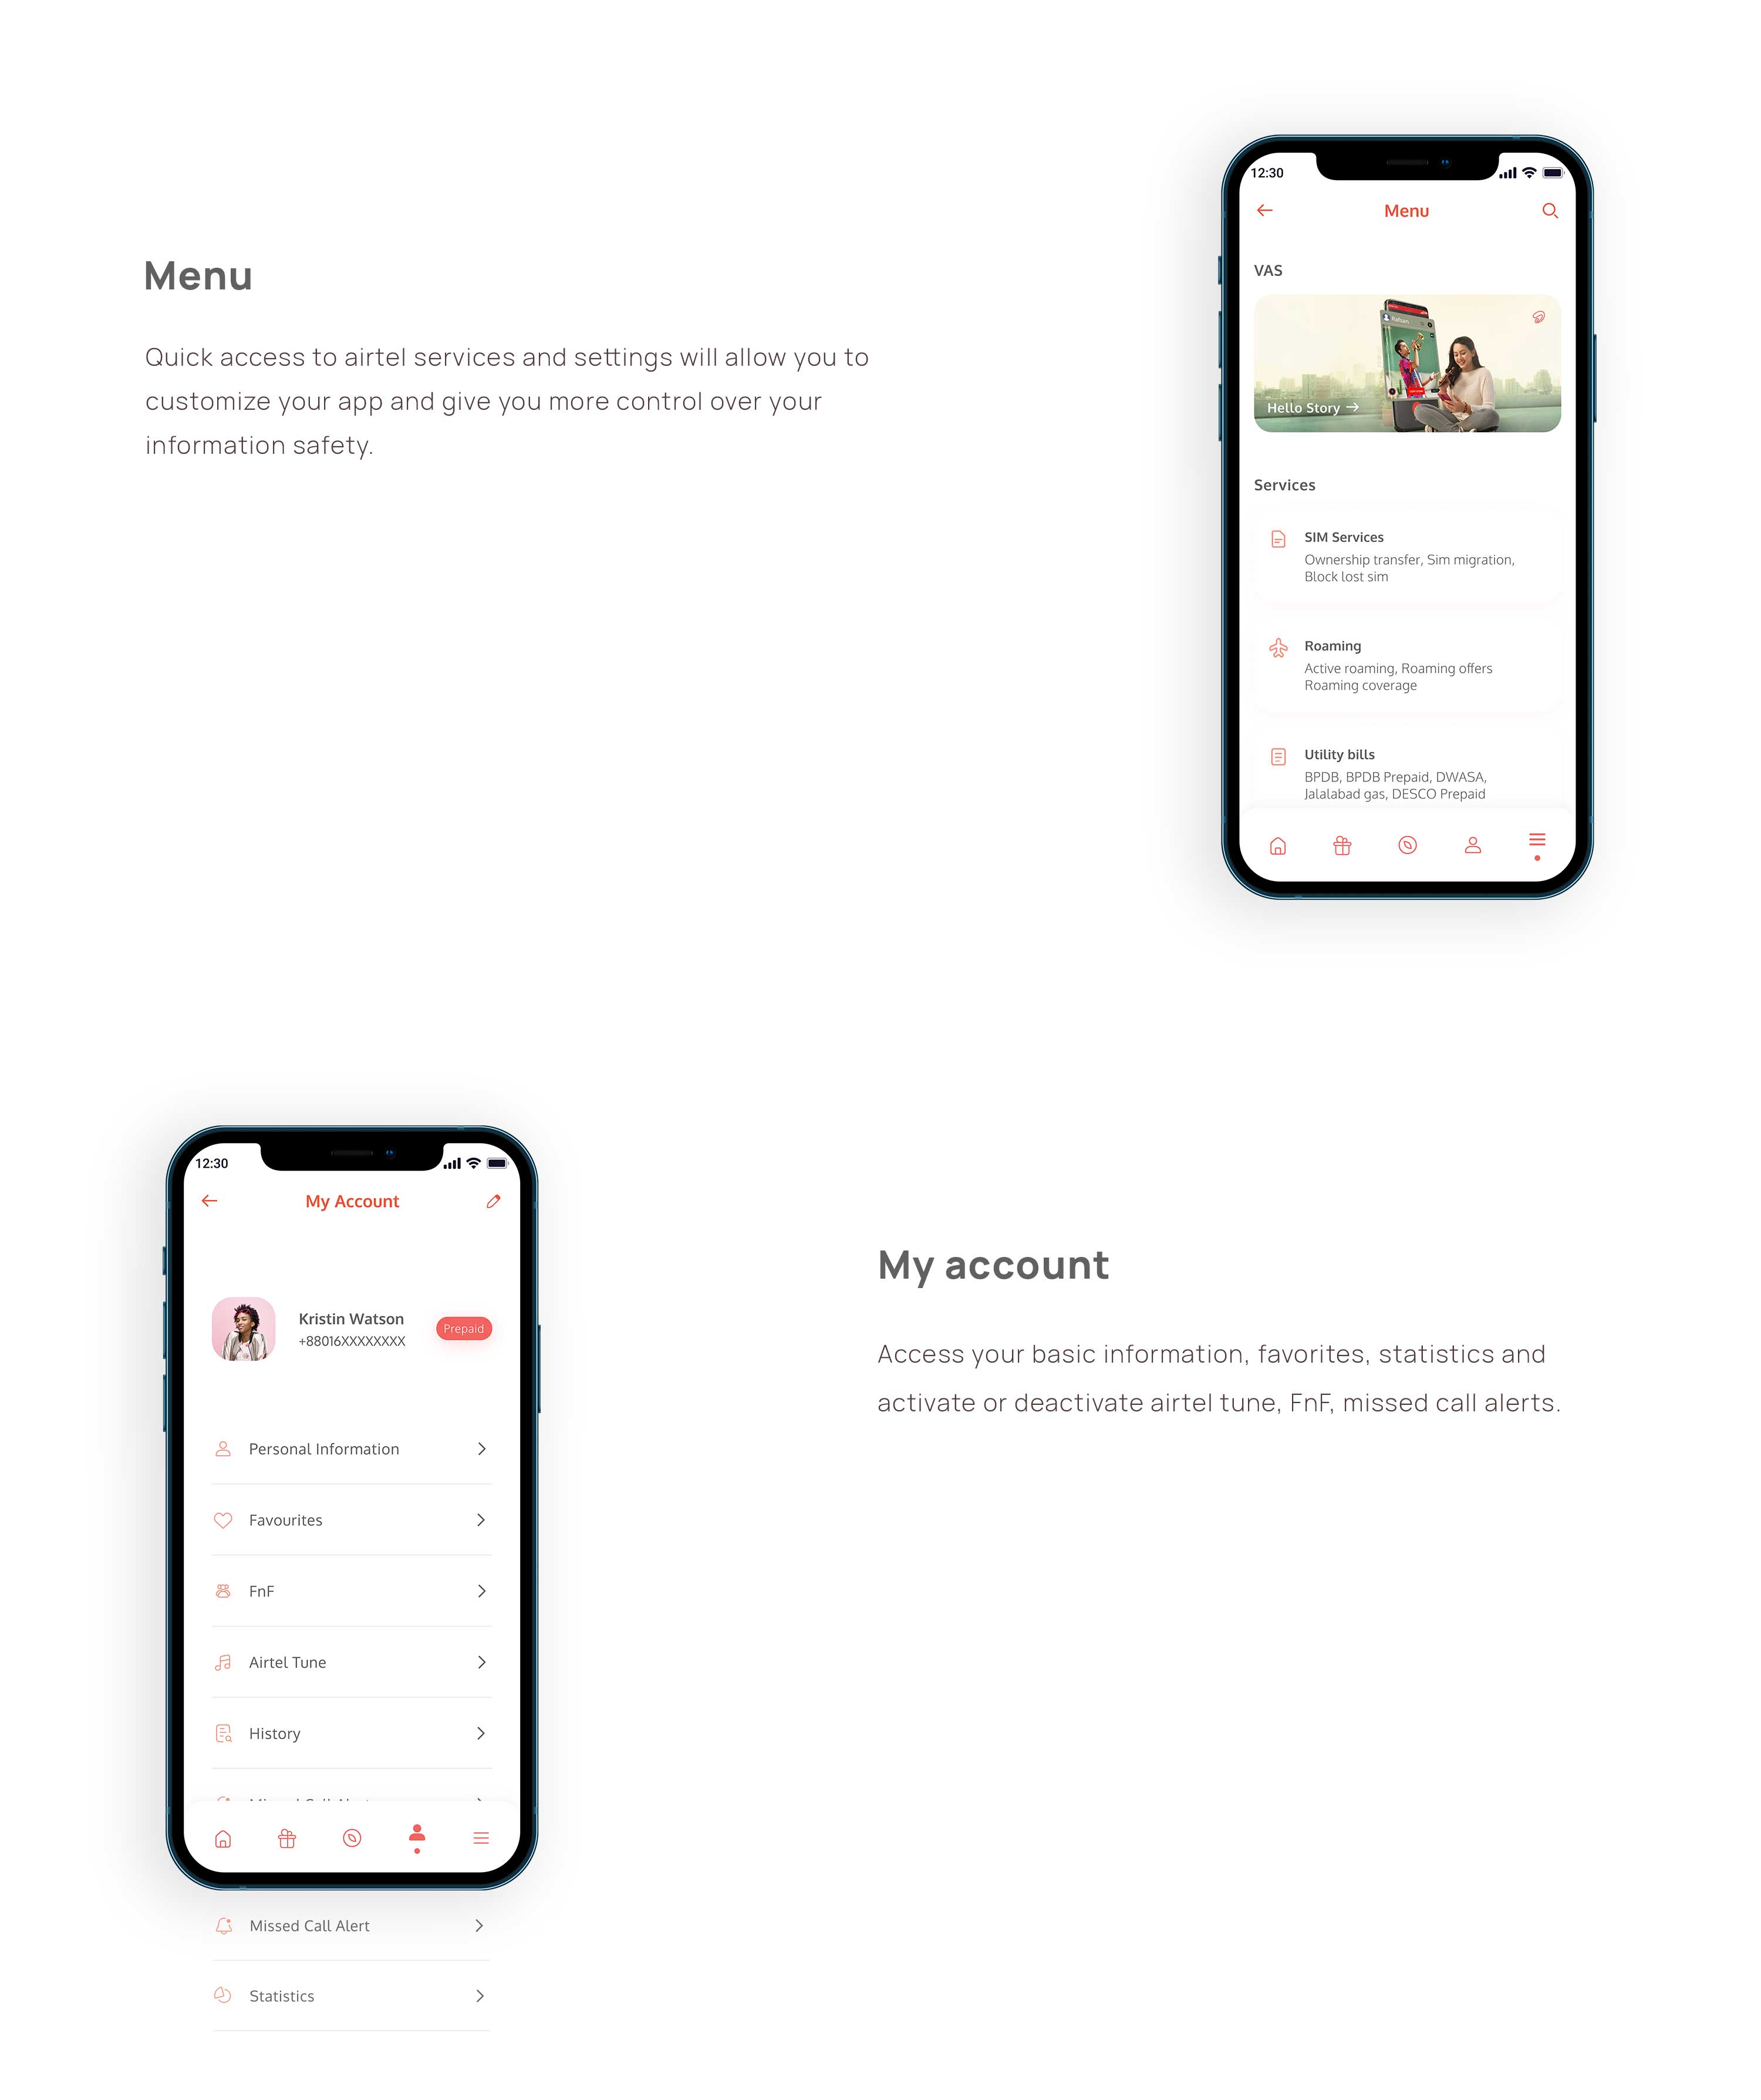 Menu
Quick access to airtel services and settings will allow you to
customize your app and give you more control over your
information safety.
12:30
Menu
VAS
Rafsan
Hello Story →
Services
SIM Services
Ownership transfer, Sim migration,
Block lost sim
Roaming
Active roaming, Roaming offers
Roaming coverage
Utility bills
BPDB, BPDB Prepaid, DWASA,
Jalalabad gas, DESCO Prepaid
12:30
My Account
Kristin Watson
+88016XXXXXXXX
Prepaid
Personal Information
Favourites
FnF
Airtel Tune
History
Missed Call Alert
Missed Call Alert
Statistics
My account
Access your basic information, favorites, statistics and
activate or deactivate airtel tune, FnF, missed call alerts.